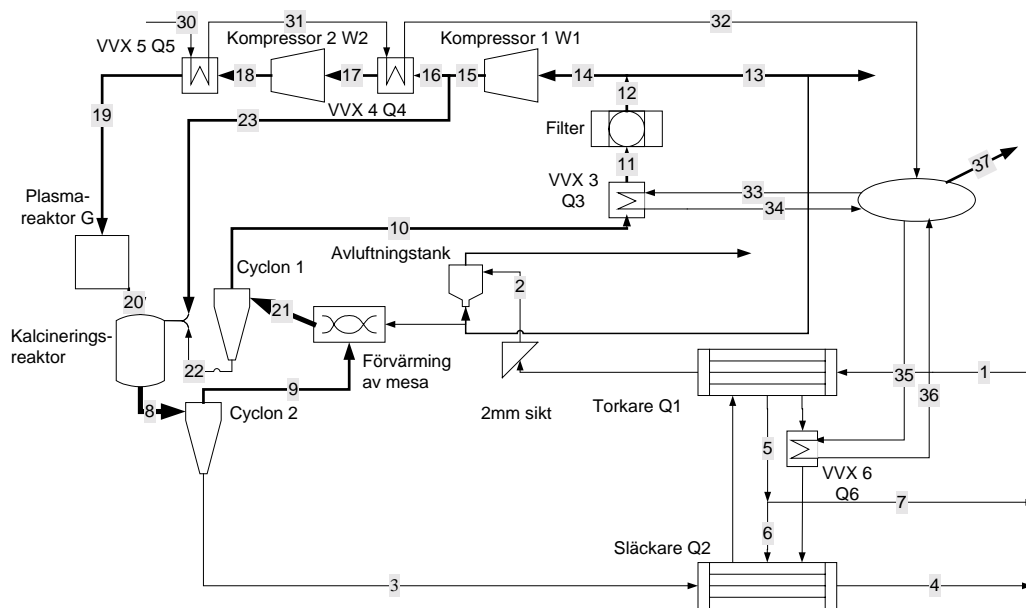 30
31
32
VVX 5 Q5
Kompressor 2 W2
Kompressor 1 W1
18
17
16
15
14
13
12
19
23
VVX 4 Q4
Filter
11
37
VVX 3
Q3
33
34
Plasma-
reaktor G
10
Avluftningstank
Cyclon 1
2
20
21
Kalcinerings-
reaktor
22
Förvärmning
av mesa
9
8
Cyclon 2
2mm sikt
Torkare Q1
35
1
36
5
VVX 6
Q6
7
6
Släckare Q2
3
4